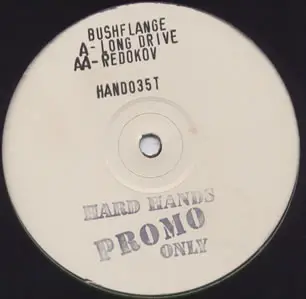 BUSHFLANGE
A-LONG DRIVE
AA-REDOKOV
HAND035T
HARD HANDS
PROMO
ONLY